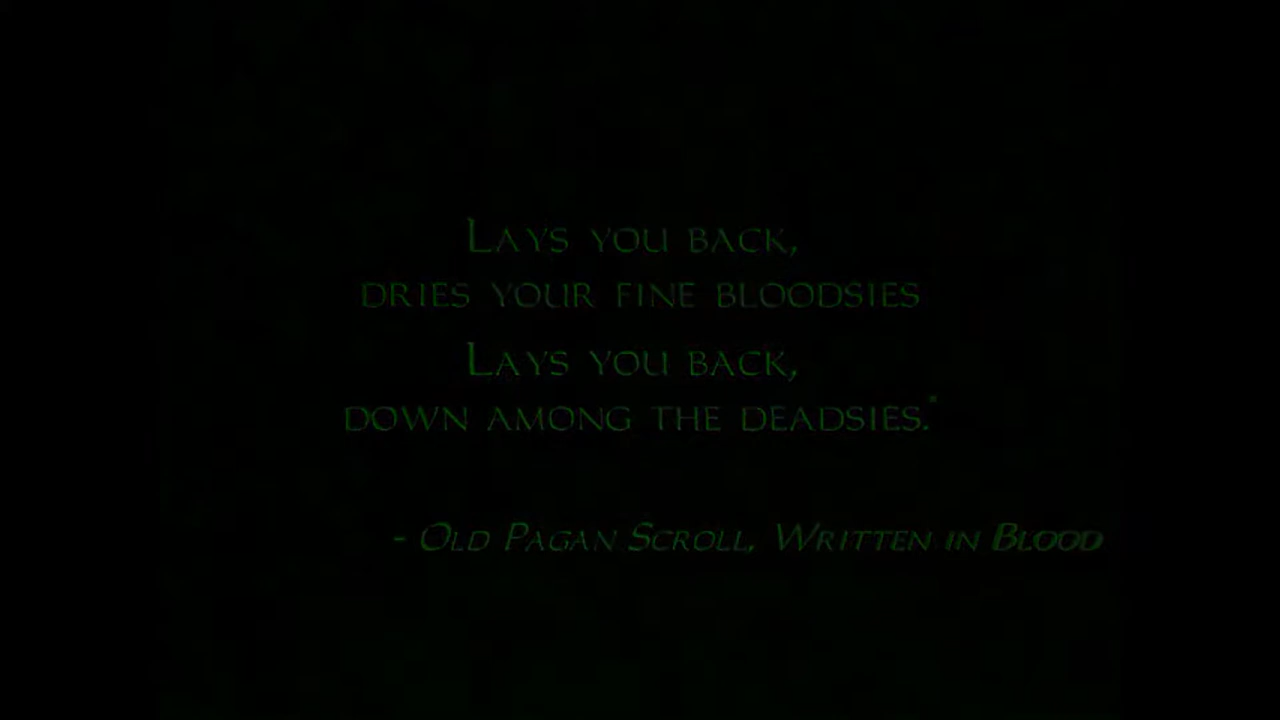 Lays you back,
dries your fine bloodsies
Lays you back,
down among the deadsies."
- Old Pagan Scroll, Written in Blood